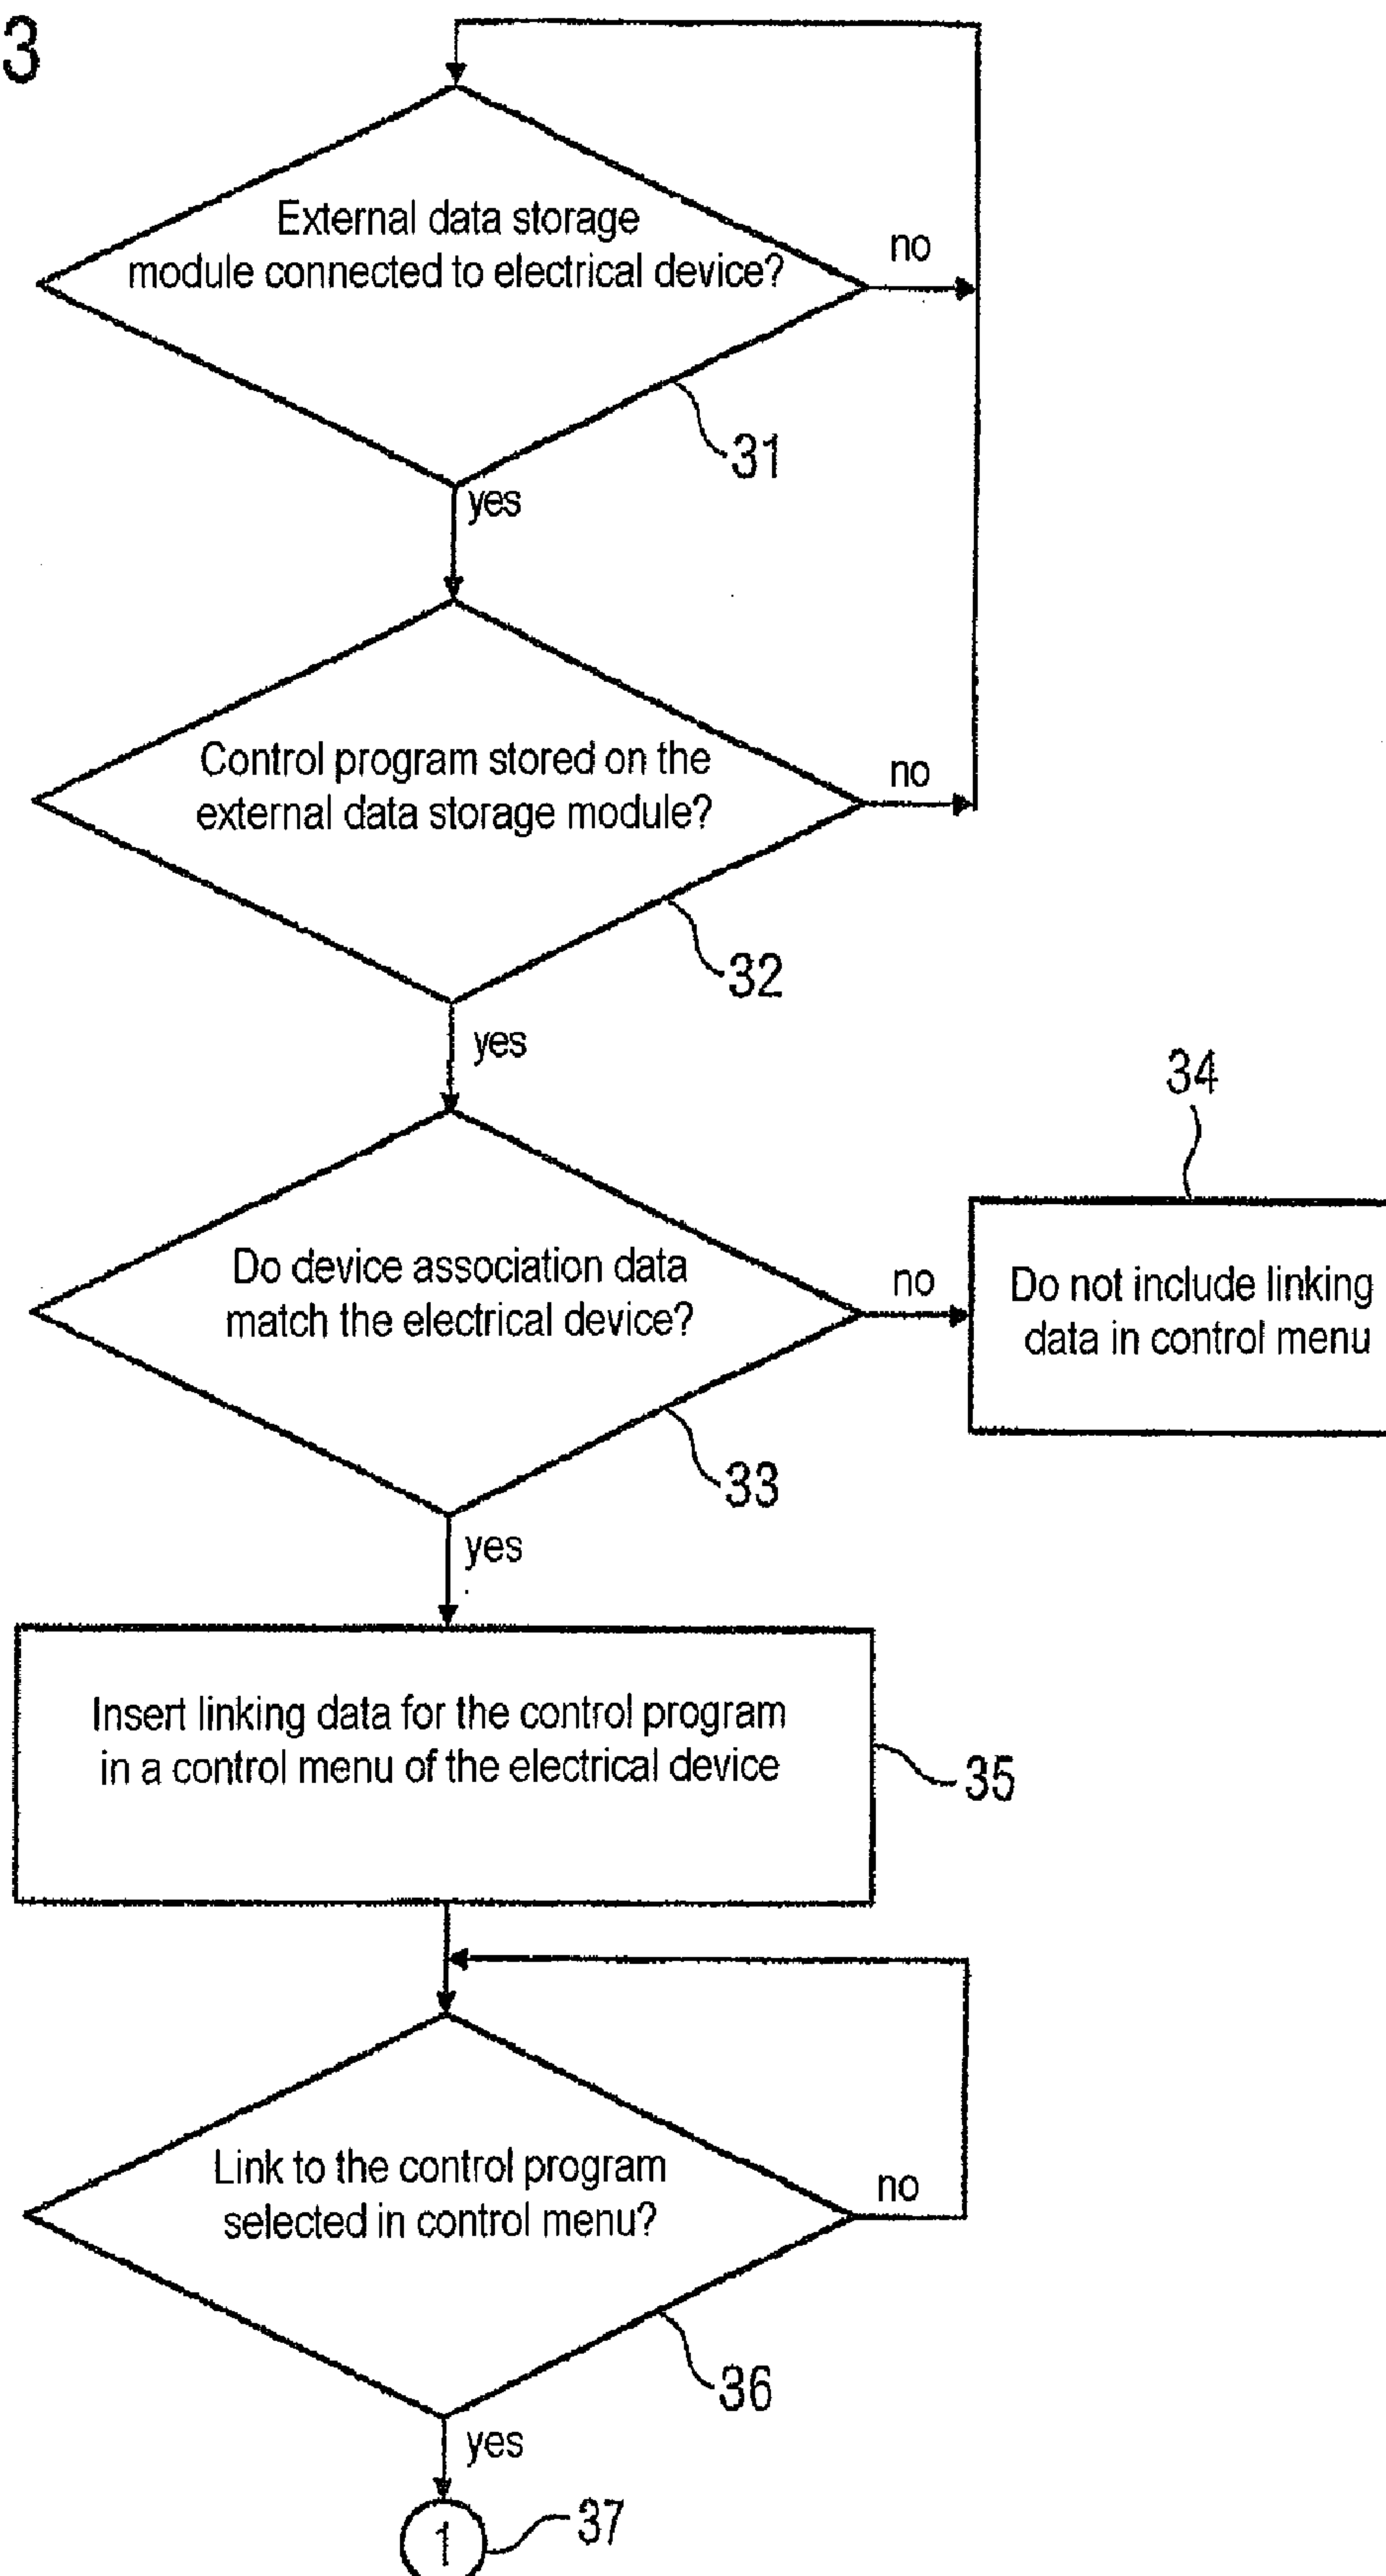 3
External data storage
module connected to electrical device?
no
31
yes
Control program stored on the
external data storage module?
no
32
yes
34
Do device association data
match the electrical device?
no
Do not include linking
data in control menu
33
yes
Insert linking data for the control program
in a control menu of the electrical device
35
Link to the control program
selected in control menu?
no
36
yes
1
37